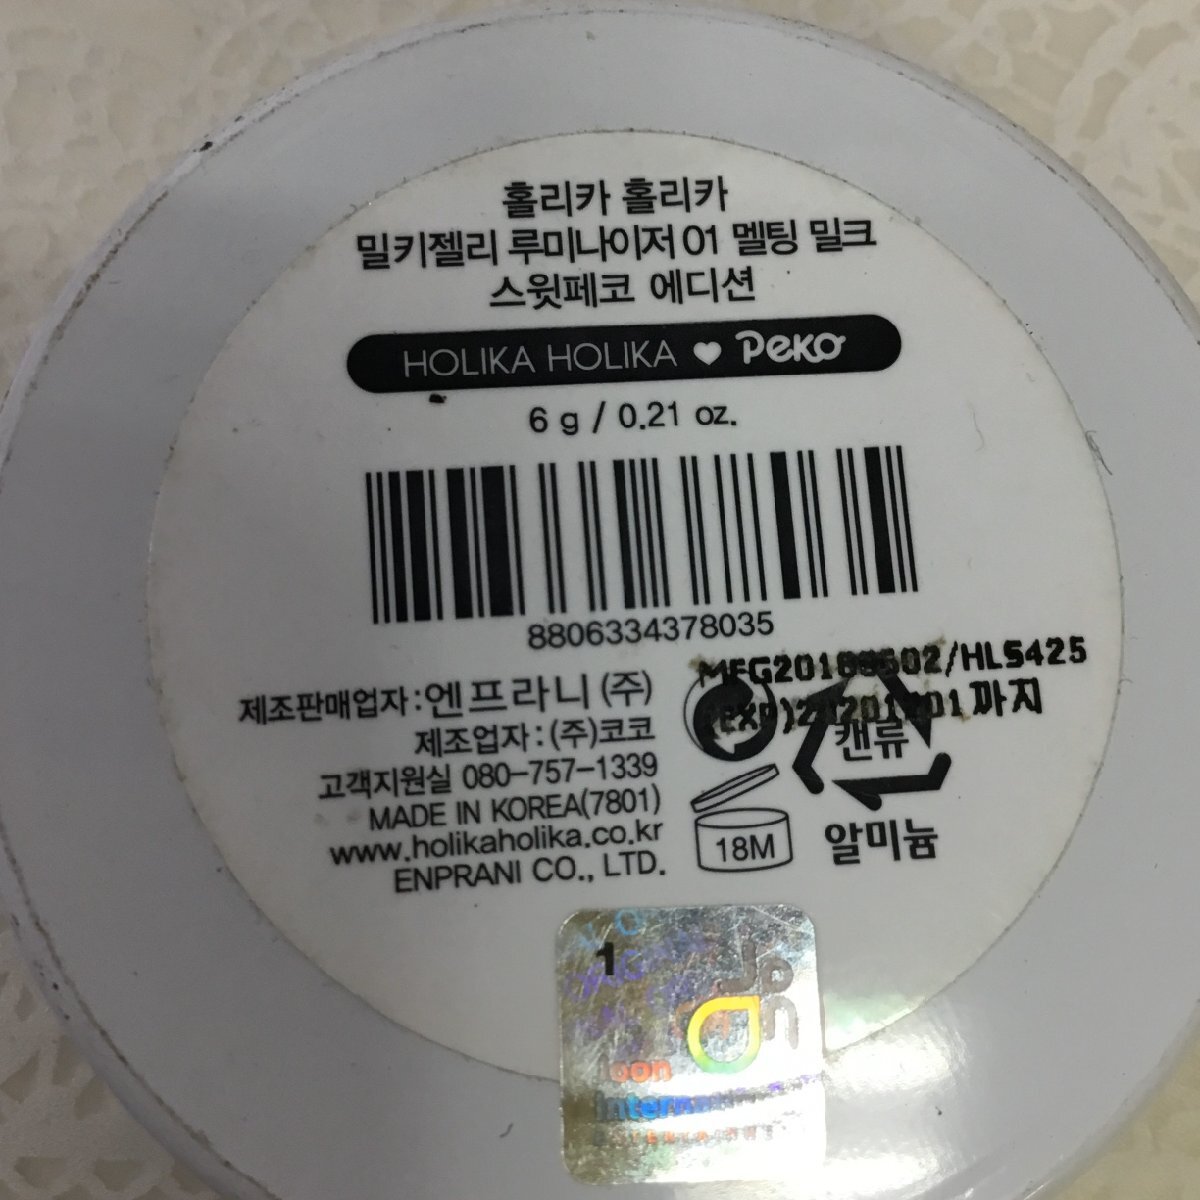 홀리카 홀리카
밀키젤리 루미나이저 01 멜팅 밀크
스윗페코 에디션
HOLIKA HOLIKA Peko
6 g / 0.21 oz.
8806334378035
제조판매업자:엔프라니 (주)
제조업자:(주)코코
고객지원실 080-757-1339
MADE IN KOREA(7801)
www.holikaholika.co.kr
ENPRANI CO., LTD.
/HLS425
까지
캔류
알미늄
18M
1
icon